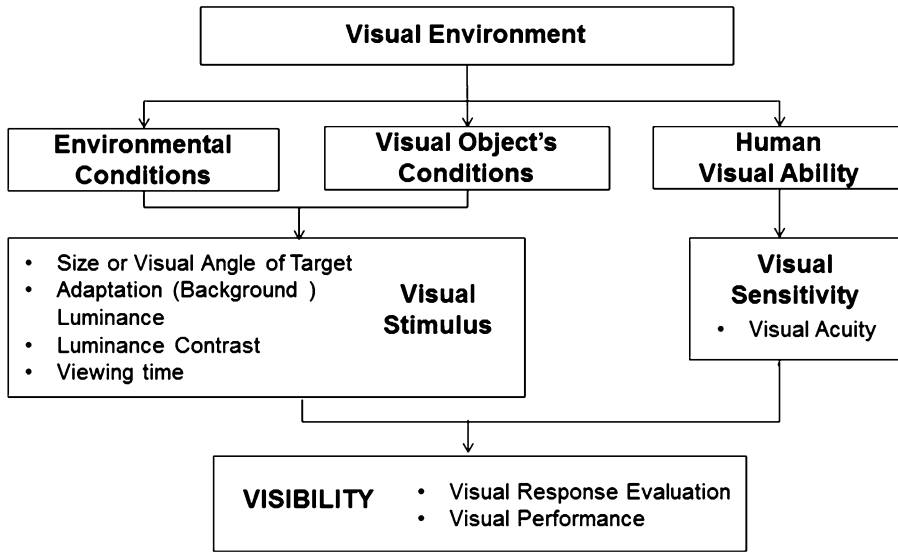 Visual Environment
Environmental
Conditions
Visual Object's
Conditions
Human
Visual Ability
• Size or Visual Angle of Target
• Adaptation (Background )
Luminance
• Luminance Contrast
• Viewing time
Visual
Stimulus
Visual
Sensitivity
• Visual Acuity
VISIBILITY
• Visual Response Evaluation
• Visual Performance